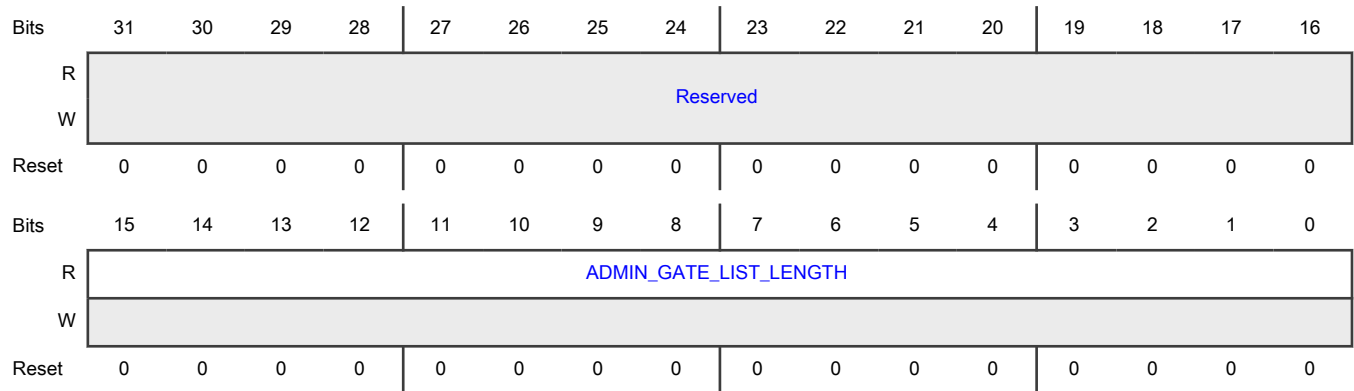 Bits 31 30 29 28 27 26 25 24 23 22 21 20 19 18 17 16
R
Reserved
W
Reset 0 0 0 0 0 0 0 0 0 0 0 0 0 0 0 0
Bits 15 14 13 12 11 10 9 8 7 6 5 4 3 2 1 0
R ADMIN_GATE_LIST_LENGTH
W
Reset 0 0 0 0 0 0 0 0 0 0 0 0 0 0 0 0